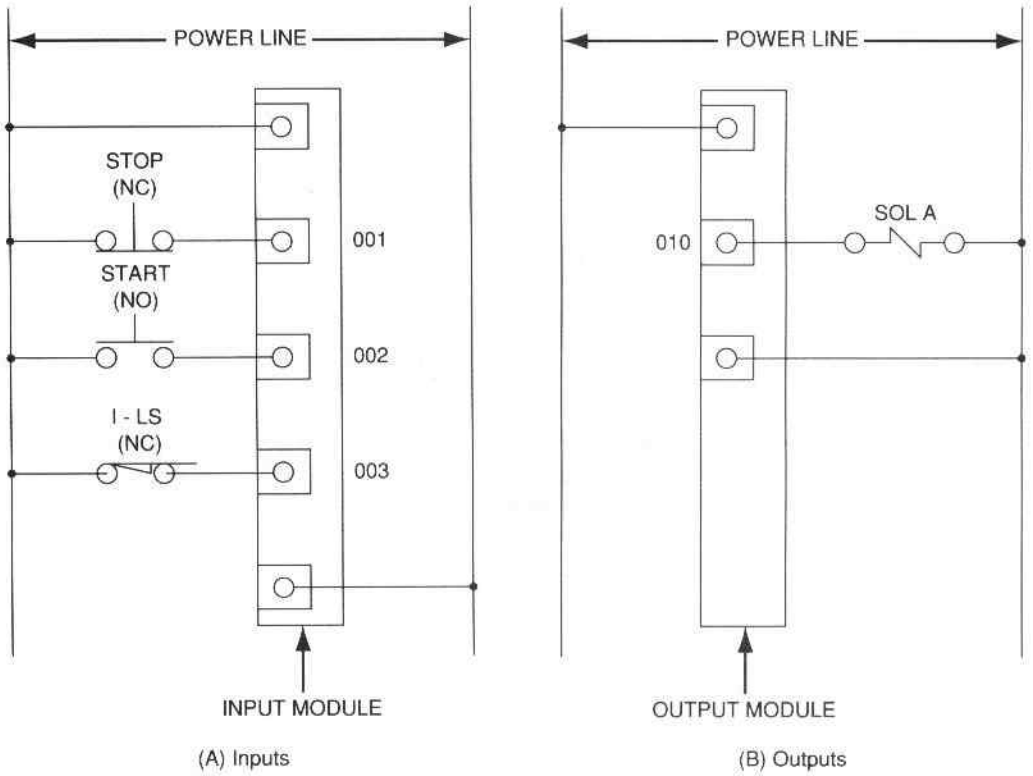 POWER LINE
STOP
(NC)
001
START
(NO)
002
I - LS
(NC)
003
INPUT MODULE
(A) Inputs
POWER LINE
SOL A
010
OUTPUT MODULE
(B) Outputs